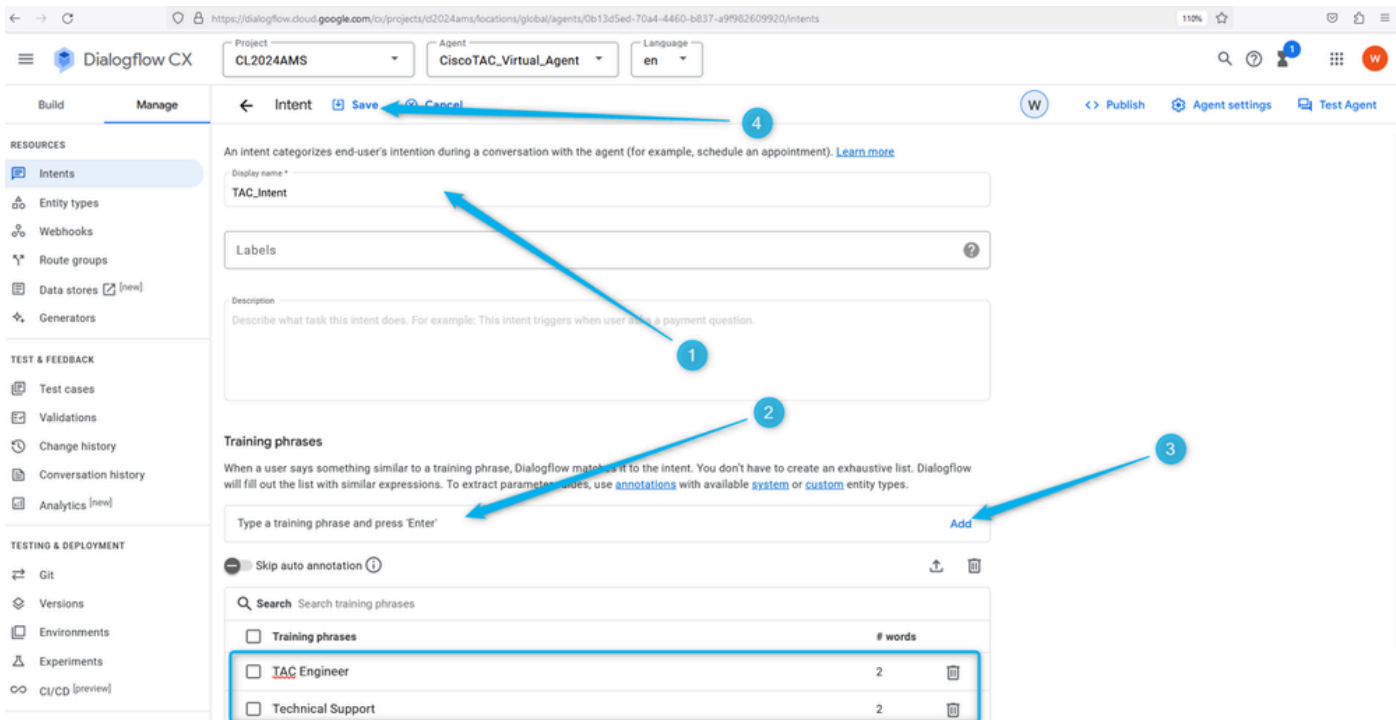 https://dialogflow.cloud.google.com/cx/projects/cl2024ams/locations/global/agents/0b13d5ed-70a4-4460-b837-a9f982609920/intents
110%
Dialogflow CX
Project
CL2024AMS
Agent
CiscoTAC_Virtual_Agent
Language
en
1
W
Build
Manage
Intent
Save
Cancel
W
<> Publish
Agent settings
Test Agent
4
RESOURCES
Intents
Entity types
Webhooks
Route groups
Data stores [new]
Generators
TEST & FEEDBACK
Test cases
Validations
Change history
Conversation history
Analytics [new]
TESTING & DEPLOYMENT
Git
Versions
Environments
Experiments
CI/CD [preview]
An intent categorizes end-user's intention during a conversation with the agent (for example, schedule an appointment). Learn more
Display name *
TAC_Intent
Labels
Description
Describe what task this intent does. For example: This intent triggers when user asks a payment question.
1
2
3
Training phrases
When a user says something similar to a training phrase, Dialogflow matches it to the intent. You don't have to create an exhaustive list. Dialogflow
will fill out the list with similar expressions. To extract parameter values, use annotations with available system or custom entity types.
Type a training phrase and press 'Enter'
Add
Skip auto annotation
Search Search training phrases
Training phrases # words
TAC Engineer 2
Technical Support 2